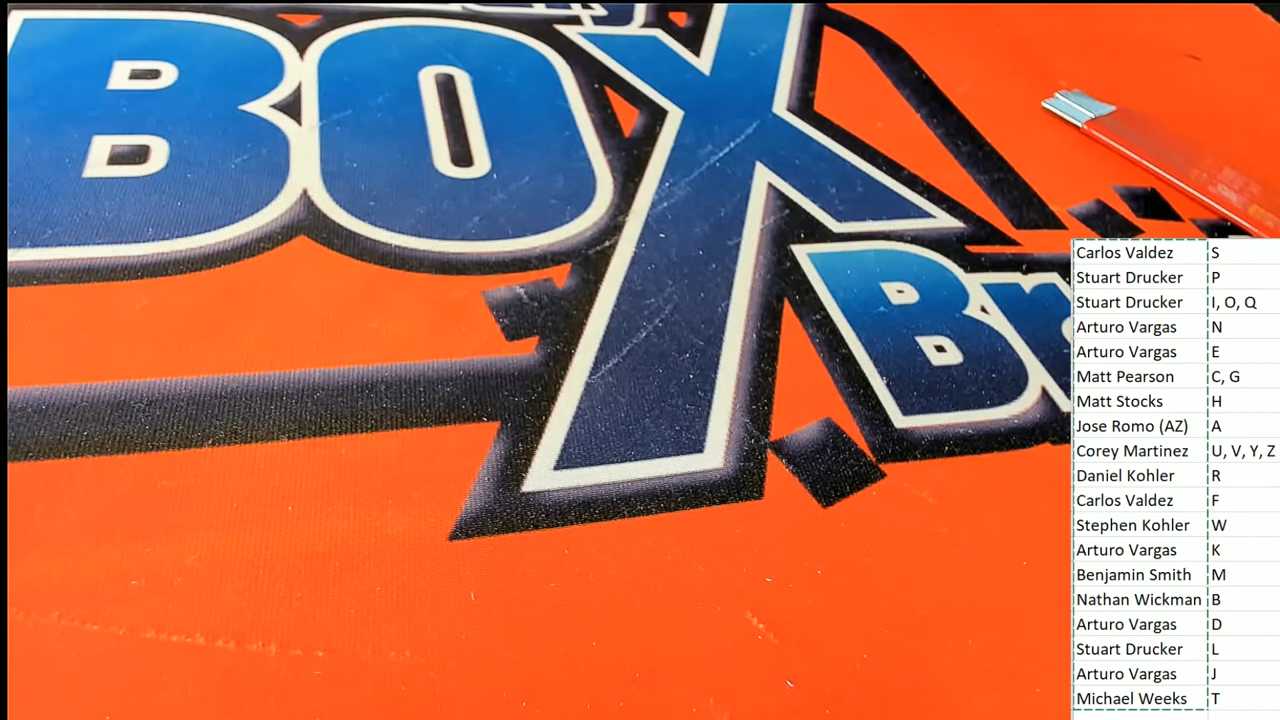 BOX
Carlos Valdez S
Stuart Drucker P
Stuart Drucker I, O, Q
Arturo Vargas N
Arturo Vargas E
Matt Pearson C, G
Matt Stocks H
Jose Romo (AZ) A
Corey Martinez U, V, Y, Z
Daniel Kohler R
Carlos Valdez F
Stephen Kohler W
Arturo Vargas K
Benjamin Smith M
Nathan Wickman B
Arturo Vargas D
Stuart Drucker L
Arturo Vargas J
Michael Weeks T